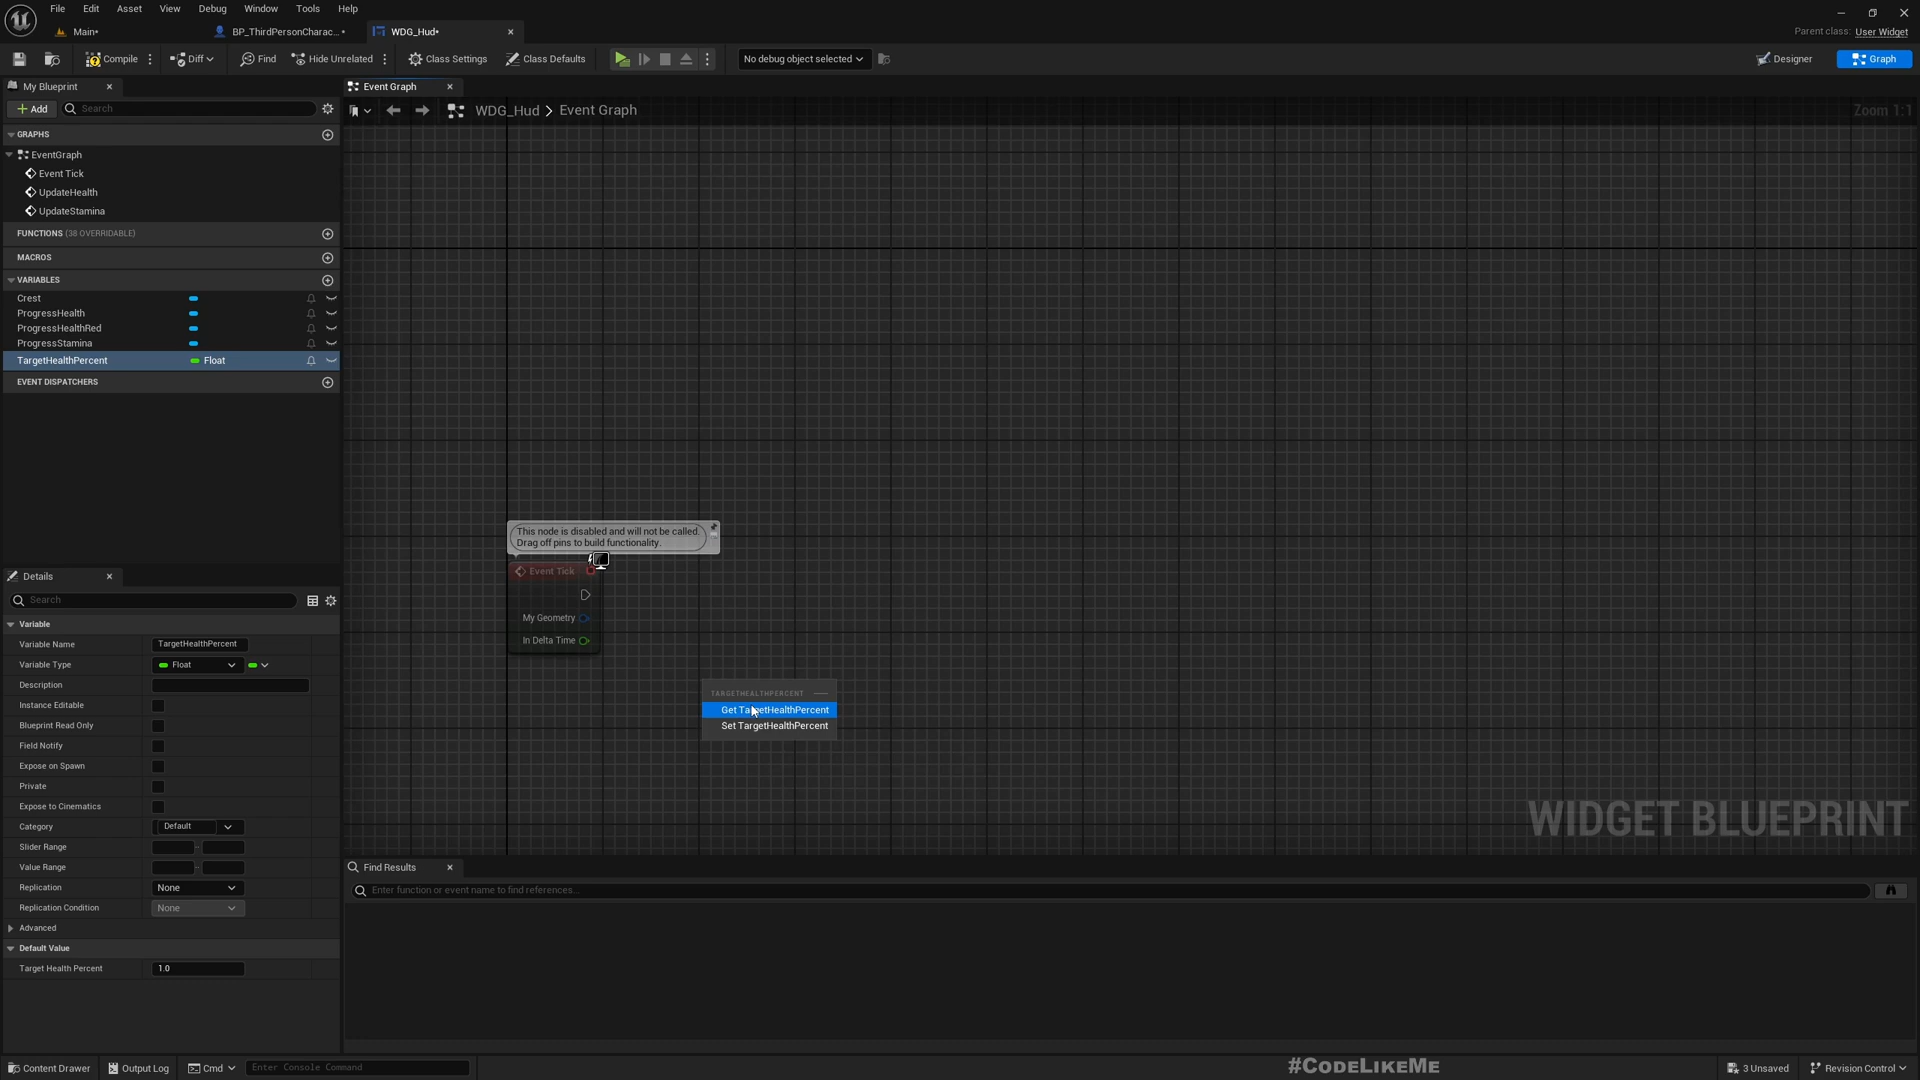 File Edit Asset View Debug Window Tools Help
Main*
BP_ThirdPersonCharac...*
WDG_Hud*
Parent class: User Widget
Compile
Diff
Find
Hide Unrelated
Class Settings
Class Defaults
No debug object selected
Designer
Graph
My Blueprint
Add
Search
GRAPHS
EventGraph
Event Tick
UpdateHealth
UpdateStamina
FUNCTIONS (38 OVERRIDABLE)
MACROS
VARIABLES
Crest
ProgressHealth
ProgressHealthRed
ProgressStamina
TargetHealthPercent Float
EVENT DISPATCHERS
Details
Search
Variable
Variable Name TargetHealthPercent
Variable Type Float
Description
Instance Editable
Blueprint Read Only
Field Notify
Expose on Spawn
Private
Expose to Cinematics
Category Default
Slider Range
Value Range
Replication None
Replication Condition None
Advanced
Default Value
Target Health Percent 1.0
Event Graph
WDG_Hud > Event Graph
Zoom 1:1
This node is disabled and will not be called.
Drag off pins to build functionality.
Event Tick
My Geometry
In Delta Time
TARGETHEALTHPERCENT
Get TargetHealthPercent
Set TargetHealthPercent
WIDGET BLUEPRINT
Find Results
Enter function or event name to find references...
Content Drawer
Output Log
Cmd
Enter Console Command
#CODELIKEME
3 Unsaved
Revision Control